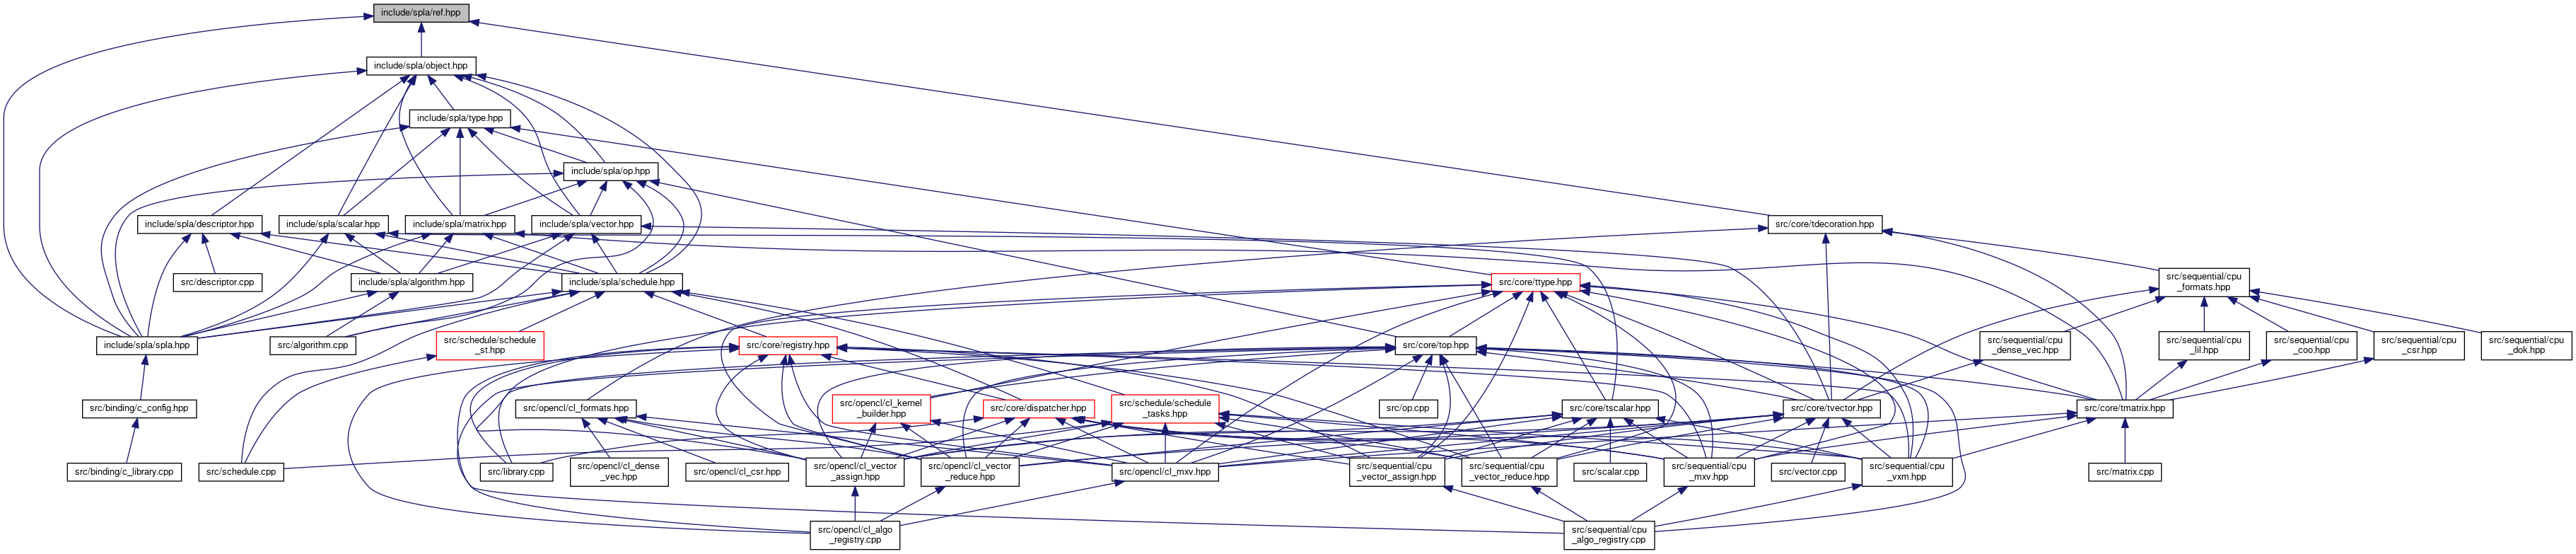 include/spla/ref.hpp
include/spla/object.hpp
include/spla/type.hpp
include/spla/op.hpp
include/spla/descriptor.hpp
include/spla/scalar.hpp
include/spla/matrix.hpp
include/spla/vector.hpp
src/core/tdecoration.hpp
src/descriptor.cpp
include/spla/algorithm.hpp
include/spla/schedule.hpp
src/core/ttype.hpp
src/sequential/cpu
_formats.hpp
include/spla/spla.hpp
src/algorithm.cpp
src/schedule/schedule
_st.hpp
src/core/registry.hpp
src/core/top.hpp
src/sequential/cpu
_dense_vec.hpp
src/sequential/cpu
_lil.hpp
src/sequential/cpu
_coo.hpp
src/sequential/cpu
_csr.hpp
src/sequential/cpu
_dok.hpp
src/binding/c_config.hpp
src/opencl/cl_formats.hpp
src/opencl/cl_kernel
_builder.hpp
src/core/dispatcher.hpp
src/schedule/schedule
_tasks.hpp
src/op.cpp
src/core/tscalar.hpp
src/core/tvector.hpp
src/core/tmatrix.hpp
src/binding/c_library.cpp
src/schedule.cpp
src/library.cpp
src/opencl/cl_dense
_vec.hpp
src/opencl/cl_csr.hpp
src/opencl/cl_vector
_assign.hpp
src/opencl/cl_vector
_reduce.hpp
src/opencl/cl_mxv.hpp
src/sequential/cpu
_vector_assign.hpp
src/sequential/cpu
_vector_reduce.hpp
src/scalar.cpp
src/sequential/cpu
_mxv.hpp
src/vector.cpp
src/sequential/cpu
_vxm.hpp
src/matrix.cpp
src/opencl/cl_algo
_registry.cpp
src/sequential/cpu
_algo_registry.cpp